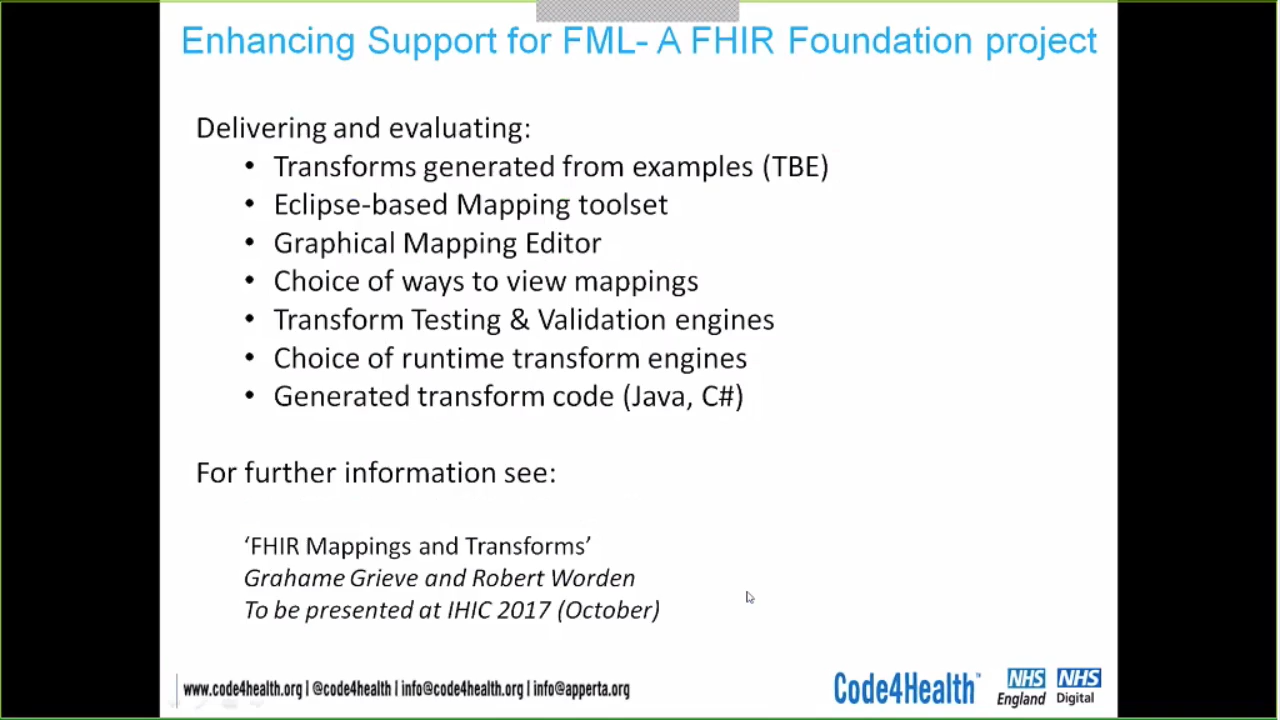 Enhancing Support for FML- A FHIR Foundation project
Delivering and evaluating:
• Transforms generated from examples (TBE)
• Eclipse-based Mapping toolset
• Graphical Mapping Editor
• Choice of ways to view mappings
• Transform Testing & Validation engines
• Choice of runtime transform engines
• Generated transform code (Java, C#)
For further information see:
‘FHIR Mappings and Transforms’
Grahame Grieve and Robert Worden
To be presented at IHIC 2017 (October)
www.code4health.org | @code4health | info@code4health.org | info@apperta.org
Code4Health™
NHS England
NHS Digital